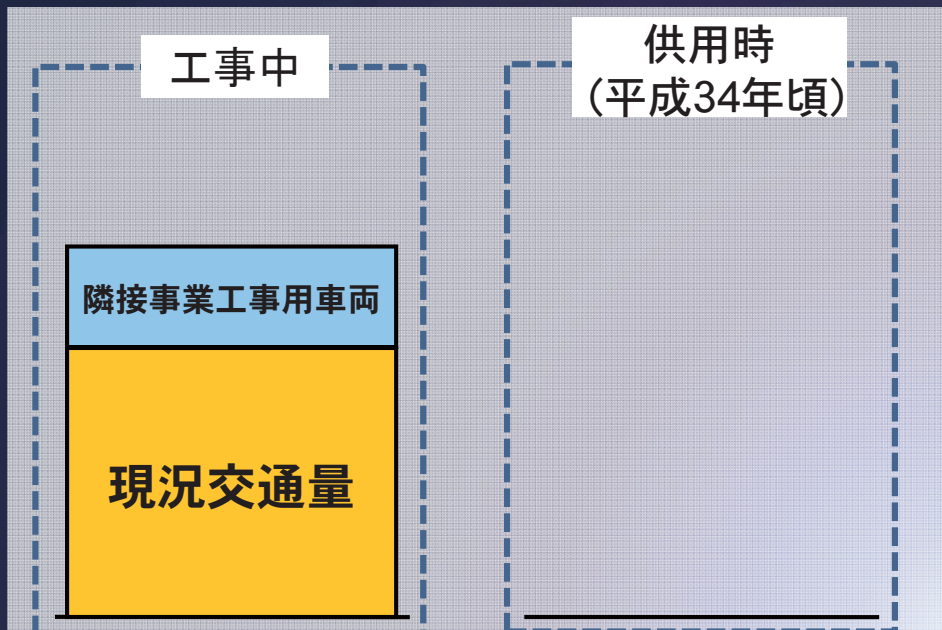 工事中
供用時
（平成34年頃）
隣接事業工事用車両
現況交通量